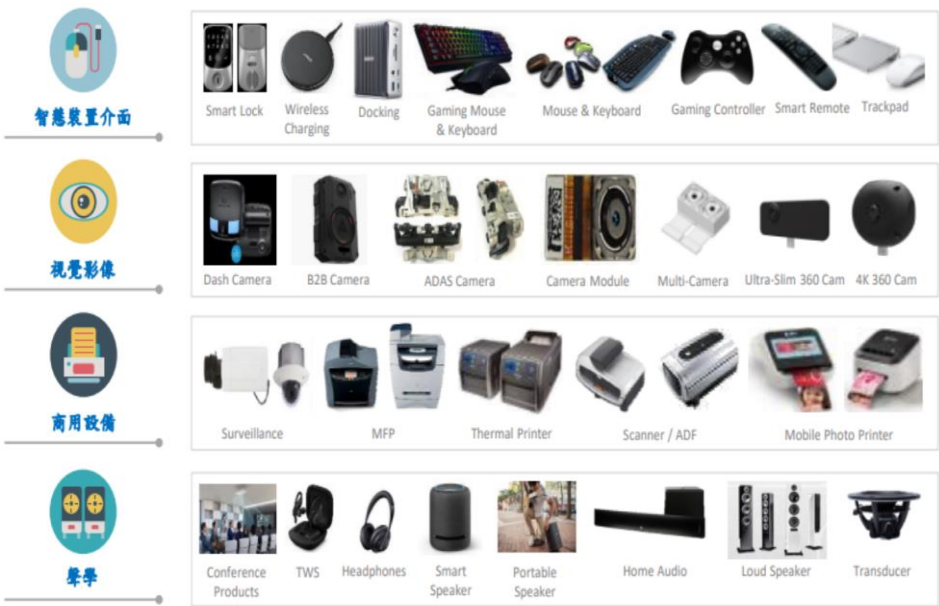 智慧裝置介面
Smart Lock
Wireless
Charging
Docking
Gaming Mouse
& Keyboard
Mouse & Keyboard
Gaming Controller
Smart Remote
Trackpad
視覺影像
Dash Camera
B2B Camera
ADAS Camera
Camera Module
Multi-Camera
Ultra-Slim 360 Cam
4K 360 Cam
商用設備
Surveillance
MFP
Thermal Printer
Scanner / ADF
Mobile Photo Printer
聲學
Conference
Products
TWS
Headphones
Smart
Speaker
Portable
Speaker
Home Audio
Loud Speaker
Transducer